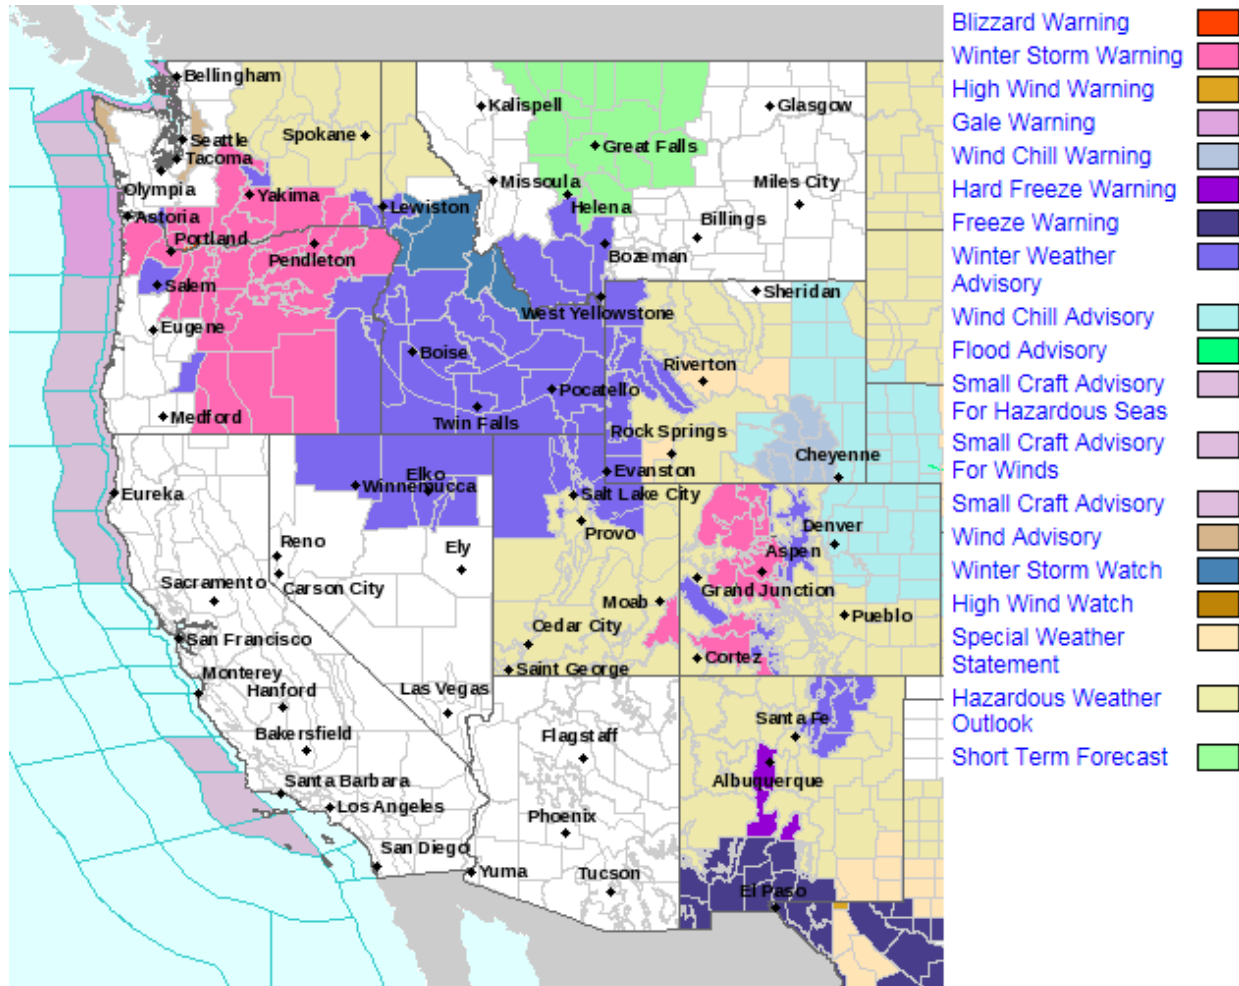 Bellingham
Kalispell
Glasgow
Spokane
Seattle
Great Falls
Tacoma
Olympia
Yakima
Missoula
Miles City
Lewiston
Helena
Astoria
Billings
Portland
Pendleton
Bozeman
Salem
Sheridan
West Yellowstone
Eugene
Boise
Riverton
Pocatello
Medford
Twin Falls
Rock Springs
Cheyenne
Evanston
Elko
Winnemucca
Eureka
Salt Lake City
Provo
Denver
Reno
Ely
Aspen
Carson City
Grand Junction
Sacramento
Moab
Pueblo
Cedar City
San Francisco
Cortez
Saint George
Monterey
Hanford
Las Vegas
Santa Fe
Bakersfield
Flagstaff
Santa Barbara
Albuquerque
Los Angeles
Phoenix
San Diego
Yuma
Tucson
El Paso
Blizzard Warning
Winter Storm Warning
High Wind Warning
Gale Warning
Wind Chill Warning
Hard Freeze Warning
Freeze Warning
Winter Weather
Advisory
Wind Chill Advisory
Flood Advisory
Small Craft Advisory
For Hazardous Seas
Small Craft Advisory
For Winds
Small Craft Advisory
Wind Advisory
Winter Storm Watch
High Wind Watch
Special Weather
Statement
Hazardous Weather
Outlook
Short Term Forecast